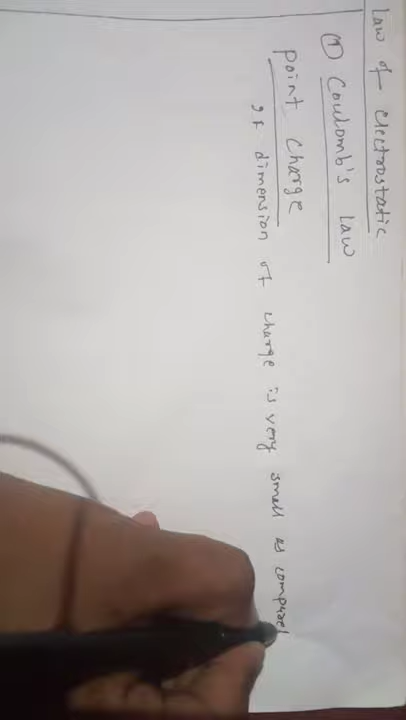 Law of electrostatic
① Coulomb's Law
Point charge
If dimension of charge is very small as compared